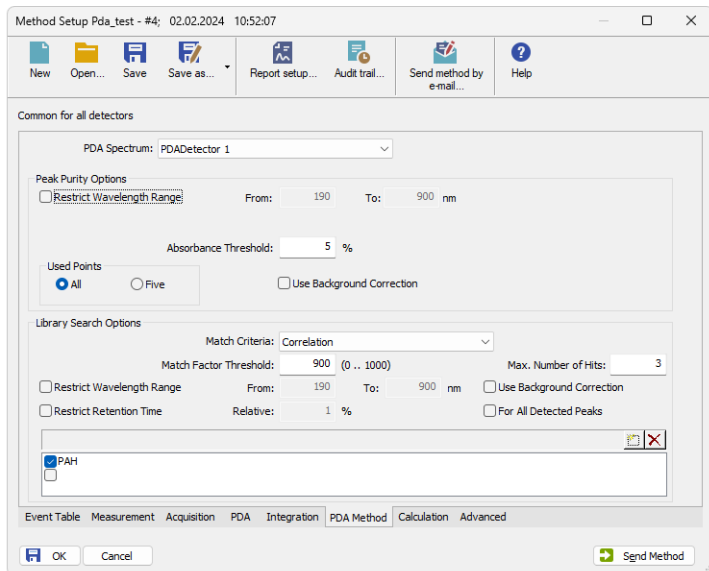 Method Setup Pda_test - #4;  02.02.2024  10:52:07
New Open... Save Save as... Report setup... Audit trail... Send method by e-mail... Help
Common for all detectors
PDA Spectrum: PDADetector 1
Peak Purity Options
Restrict Wavelength Range From: 190 To: 900 nm
Absorbance Threshold: 5 %
Used Points
All Five Use Background Correction
Library Search Options
Match Criteria: Correlation
Match Factor Threshold: 900 (0 .. 1000) Max. Number of Hits: 3
Restrict Wavelength Range From: 190 To: 900 nm Use Background Correction
Restrict Retention Time Relative: 1 % For All Detected Peaks
PAH
Event Table Measurement Acquisition PDA Integration PDA Method Calculation Advanced
OK Cancel Send Method